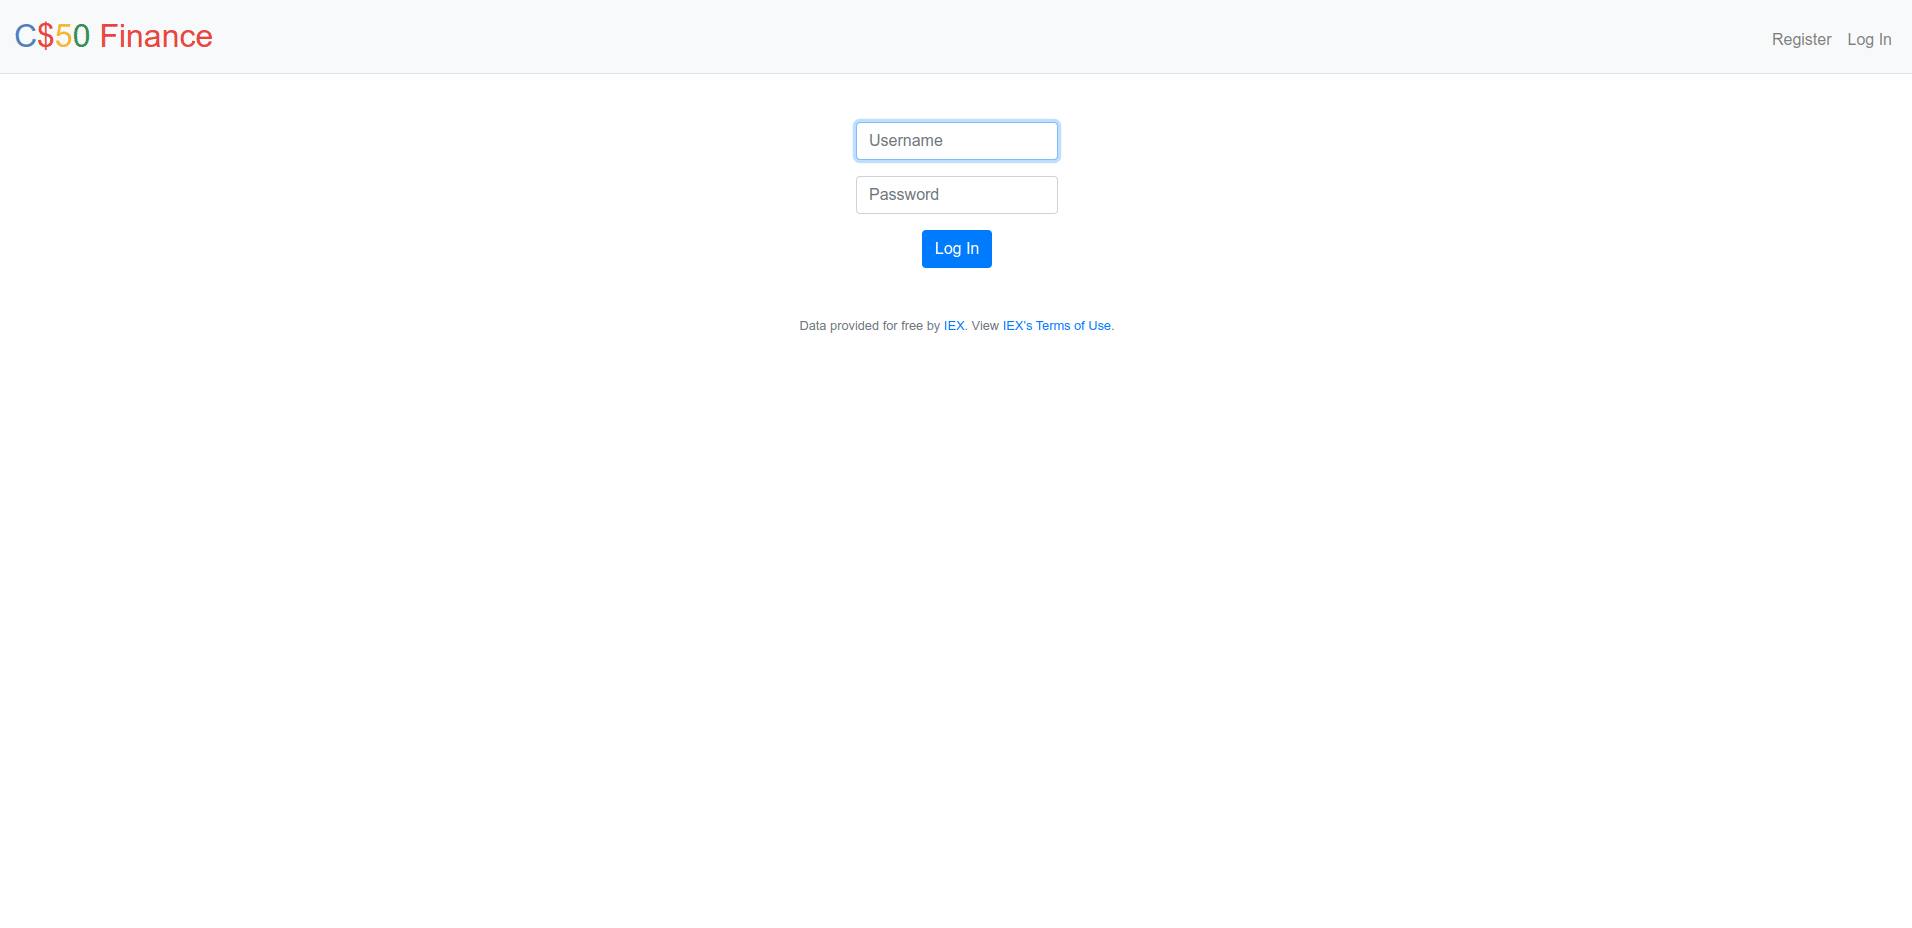 C$50 Finance
Register Log In
Username
Password
Log In
Data provided for free by IEX. View IEX's Terms of Use.